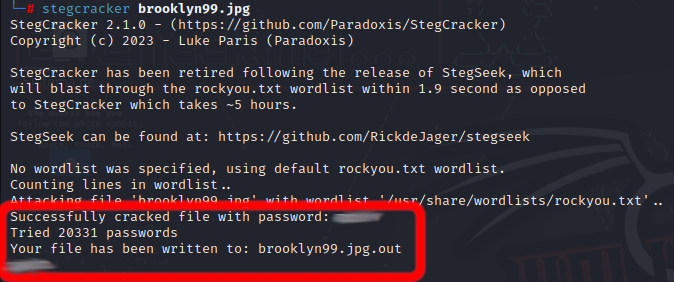 └─# stegcracker brooklyn99.jpg
StegCracker 2.1.0 - (https://github.com/Paradoxis/StegCracker)
Copyright (c) 2023 - Luke Paris (Paradoxis)
StegCracker has been retired following the release of StegSeek, which
will blast through the rockyou.txt wordlist within 1.9 second as opposed
to StegCracker which takes ~5 hours.
StegSeek can be found at: https://github.com/RickdeJager/stegseek
No wordlist was specified, using default rockyou.txt wordlist.
Counting lines in wordlist..
Attacking file 'brooklyn99.jpg' with wordlist '/usr/share/wordlists/rockyou.txt'..
Successfully cracked file with password:
Tried 20331 passwords
Your file has been written to: brooklyn99.jpg.out